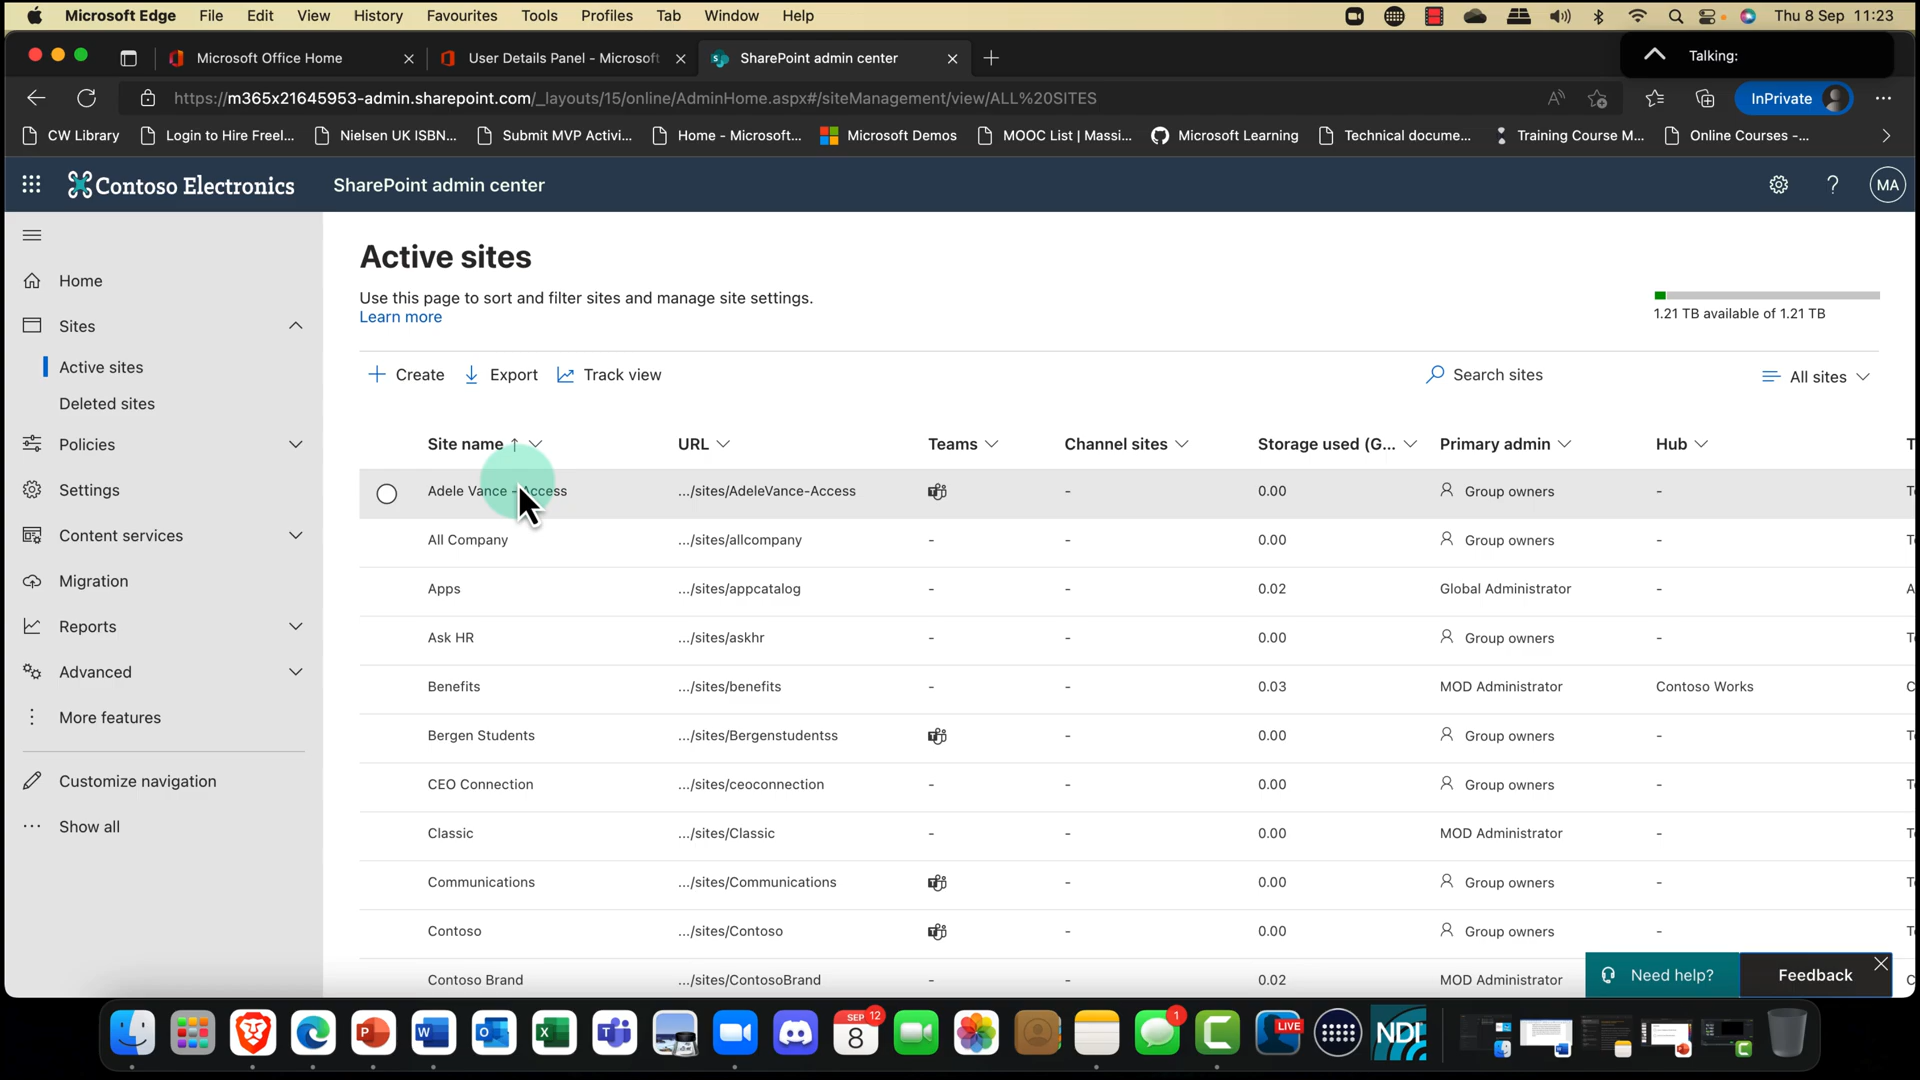 Microsoft Edge File Edit View History Favourites Tools Profiles Tab Window Help Thu 8 Sep 11:23
Microsoft Office Home User Details Panel - Microsoft SharePoint admin center Talking:
https://m365x21645953-admin.sharepoint.com/_layouts/15/online/AdminHome.aspx#/siteManagement/view/ALL%20SITES InPrivate
CW Library Login to Hire Freel... Nielsen UK ISBN... Submit MVP Activi... Home - Microsoft... Microsoft Demos MOOC List | Massi... Microsoft Learning Technical docume... Training Course M... Online Courses -...
Contoso Electronics SharePoint admin center ? MA
Home
Sites
Active sites
Deleted sites
Policies
Settings
Content services
Migration
Reports
Advanced
More features
Customize navigation
Show all
Active sites
Use this page to sort and filter sites and manage site settings.
Learn more
1.21 TB available of 1.21 TB
Create Export Track view Search sites All sites
Site name URL Teams Channel sites Storage used (G... Primary admin Hub T
Adele Vance - Access .../sites/AdeleVance-Access - 0.00 Group owners - T
All Company .../sites/allcompany - - 0.00 Group owners - T
Apps .../sites/appcatalog - - 0.02 Global Administrator - A
Ask HR .../sites/askhr - - 0.00 Group owners - T
Benefits .../sites/benefits - - 0.03 MOD Administrator Contoso Works C
Bergen Students .../sites/Bergenstudentss - 0.00 Group owners - T
CEO Connection .../sites/ceoconnection - - 0.00 Group owners - T
Classic .../sites/Classic - - 0.00 MOD Administrator - T
Communications .../sites/Communications - 0.00 Group owners - T
Contoso .../sites/Contoso - 0.00 Group owners -
Contoso Brand .../sites/ContosoBrand - - 0.02 MOD Administrator
Need help? Feedback
SEP 12 8 1 LIVE NDI